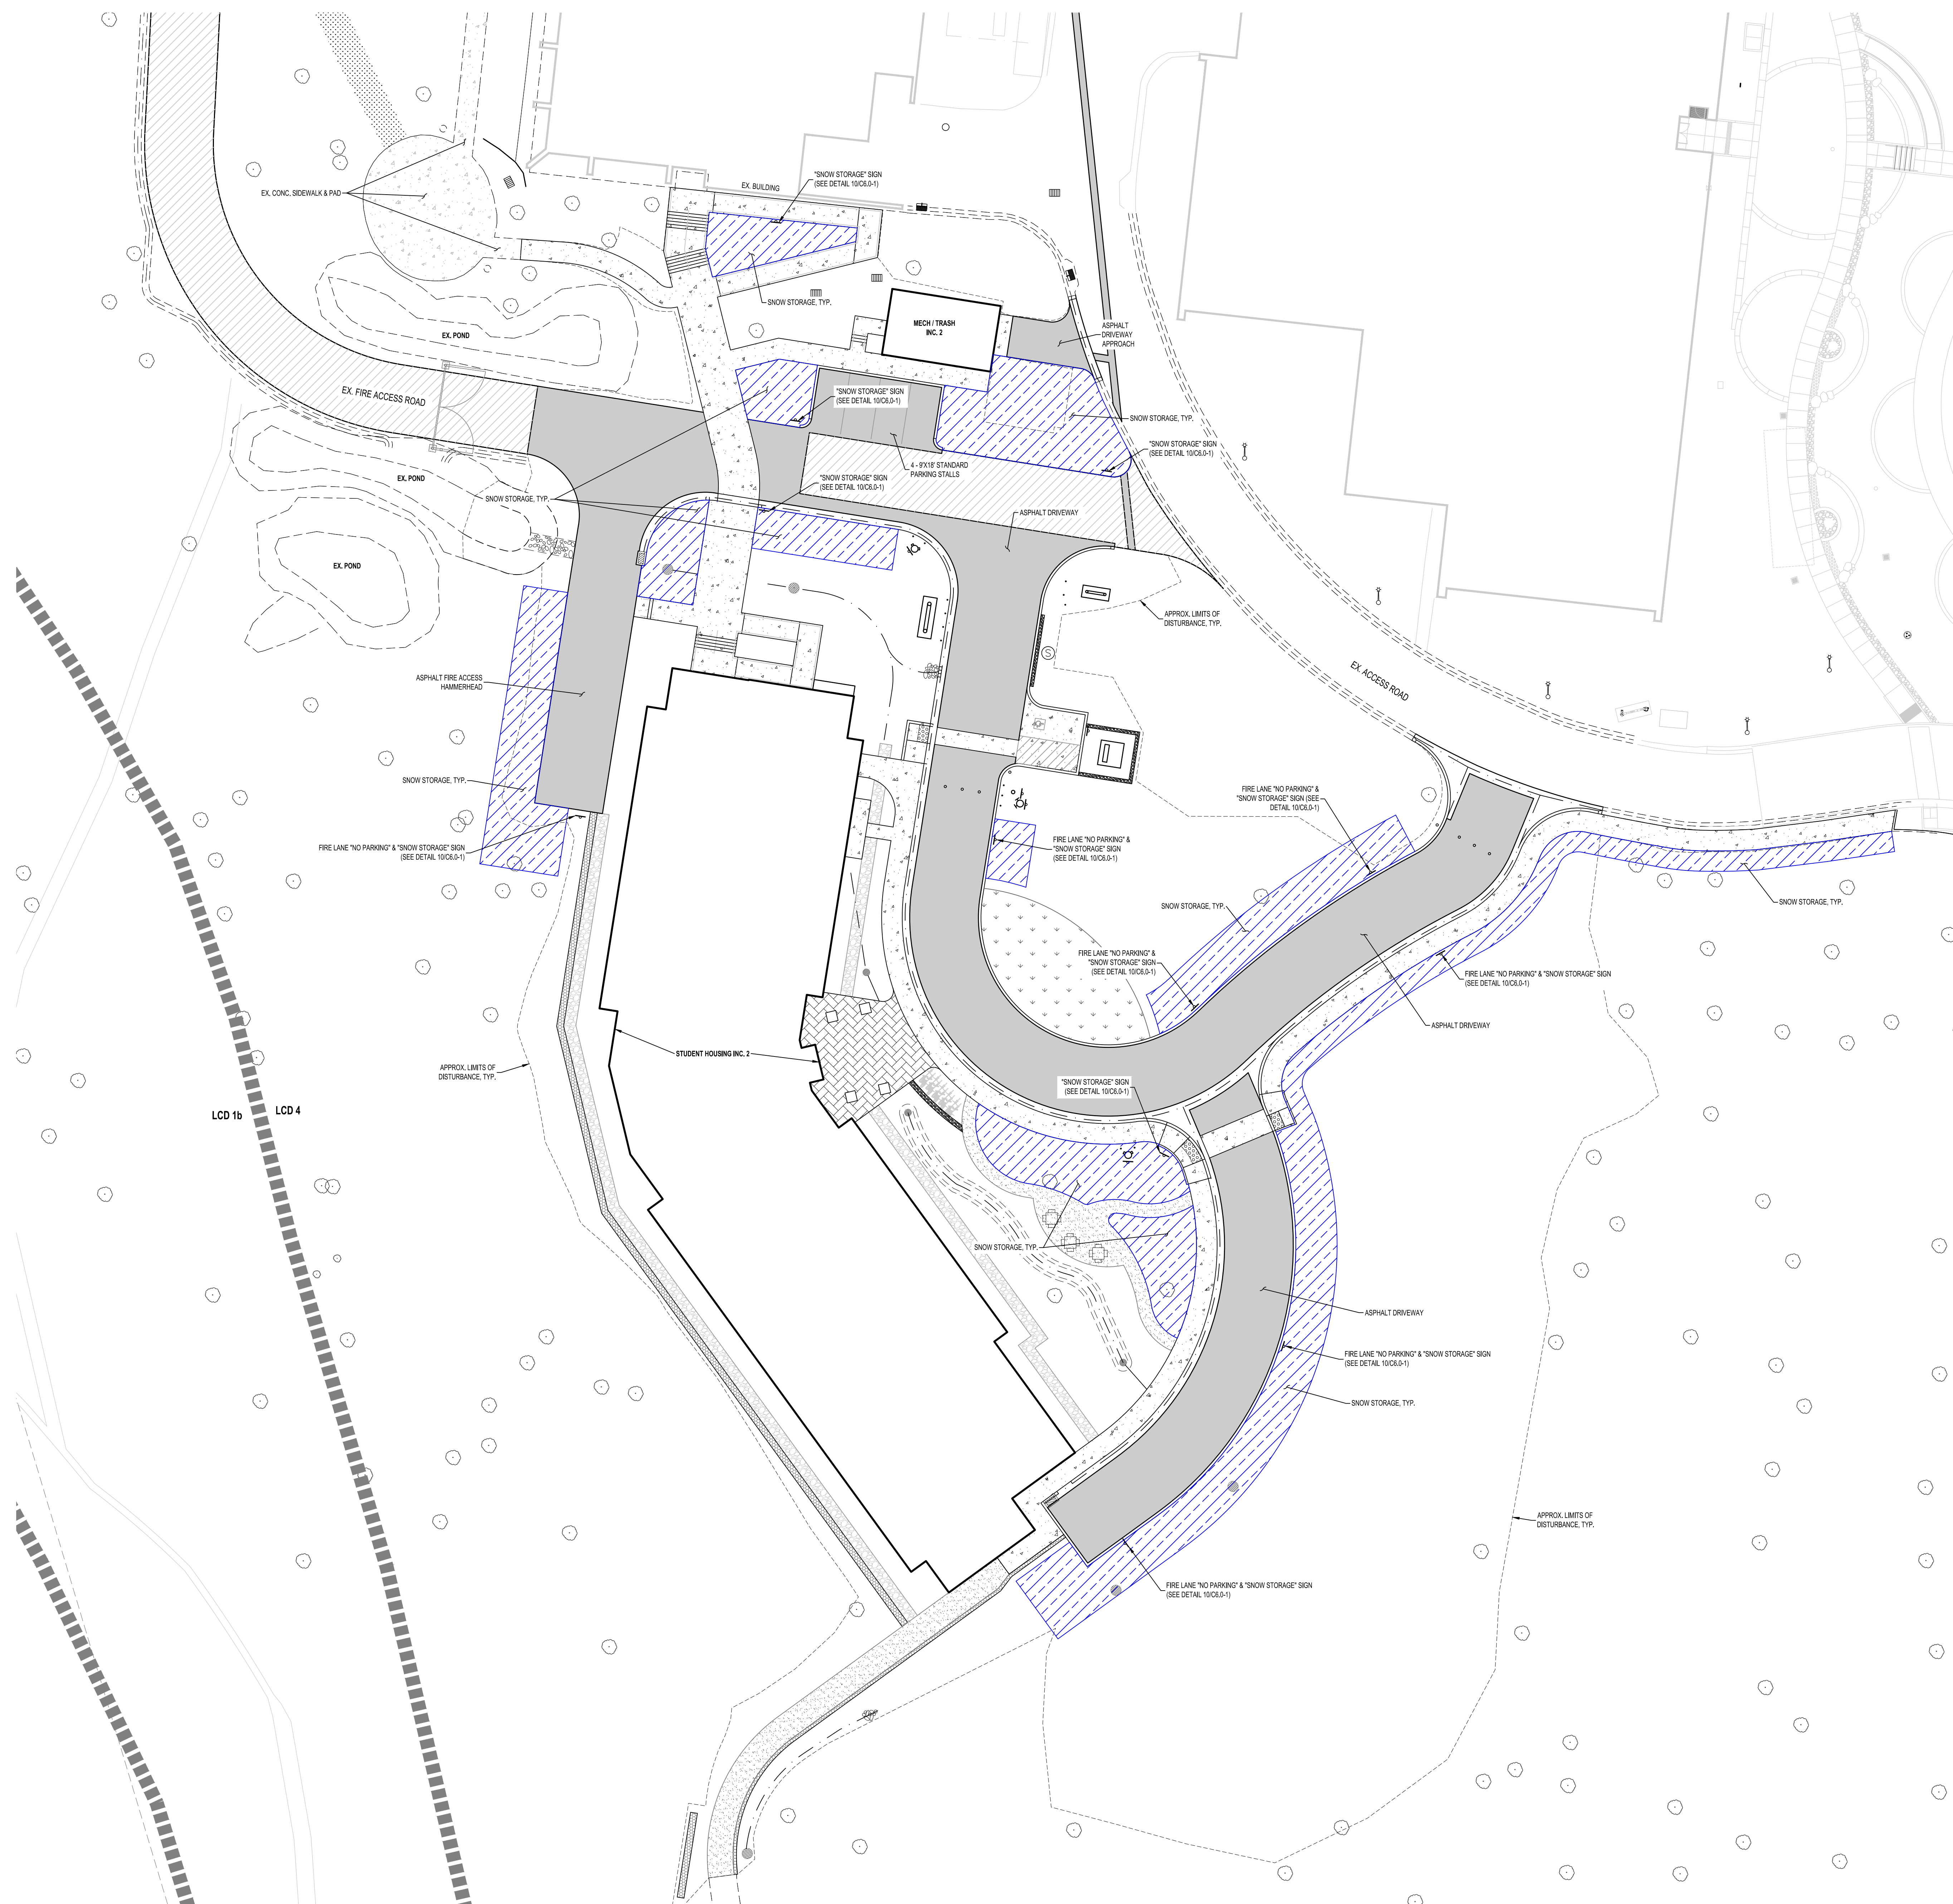 "SNOW STORAGE" SIGN
(SEE DETAIL 10/C6.0-1)
EX. BUILDING
EX. CONC. SIDEWALK & PAD
SNOW STORAGE, TYP.
MECH / TRASH
INC. 2
ASPHALT
DRIVEWAY
APPROACH
EX. POND
EX. FIRE ACCESS ROAD
"SNOW STORAGE" SIGN
(SEE DETAIL 10/C6.0-1)
SNOW STORAGE, TYP.
"SNOW STORAGE" SIGN
(SEE DETAIL 10/C6.0-1)
4 - 9'X18' STANDARD
PARKING STALLS
EX. POND
"SNOW STORAGE" SIGN
(SEE DETAIL 10/C6.0-1)
SNOW STORAGE, TYP.
ASPHALT DRIVEWAY
EX. POND
APPROX. LIMITS OF
DISTURBANCE, TYP.
S
EX. ACCESS ROAD
ASPHALT FIRE ACCESS
HAMMERHEAD
SNOW STORAGE, TYP.
FIRE LANE "NO PARKING" &
"SNOW STORAGE" SIGN (SEE
DETAIL 10/C6.0-1)
FIRE LANE "NO PARKING" & "SNOW STORAGE" SIGN
(SEE DETAIL 10/C6.0-1)
FIRE LANE "NO PARKING" &
"SNOW STORAGE" SIGN
(SEE DETAIL 10/C6.0-1)
SNOW STORAGE, TYP.
SNOW STORAGE, TYP.
FIRE LANE "NO PARKING" &
"SNOW STORAGE" SIGN
(SEE DETAIL 10/C6.0-1)
FIRE LANE "NO PARKING" & "SNOW STORAGE" SIGN
(SEE DETAIL 10/C6.0-1)
ASPHALT DRIVEWAY
STUDENT HOUSING INC. 2
APPROX. LIMITS OF
DISTURBANCE, TYP.
"SNOW STORAGE" SIGN
(SEE DETAIL 10/C6.0-1)
LCD 1b
LCD 4
SNOW STORAGE, TYP.
ASPHALT DRIVEWAY
FIRE LANE "NO PARKING" & "SNOW STORAGE" SIGN
(SEE DETAIL 10/C6.0-1)
SNOW STORAGE, TYP.
APPROX. LIMITS OF
DISTURBANCE, TYP.
FIRE LANE "NO PARKING" & "SNOW STORAGE" SIGN
(SEE DETAIL 10/C6.0-1)